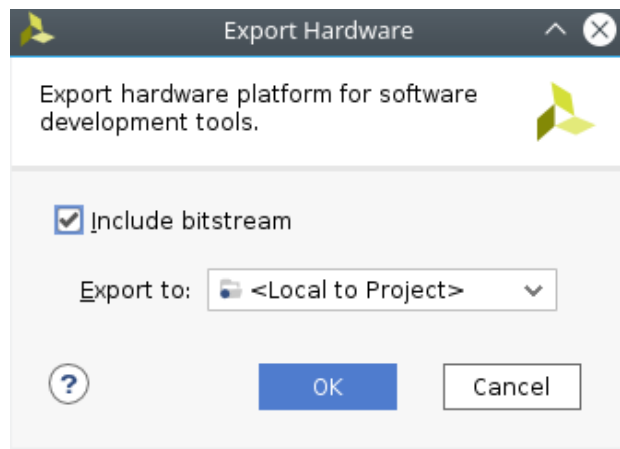 Export Hardware
Export hardware platform for software
development tools.
Include bitstream
Export to: <Local to Project>
?
OK Cancel